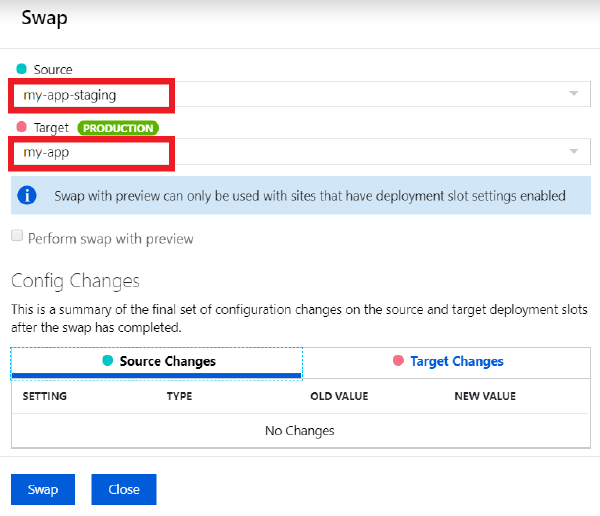 Swap
Source
my-app-staging
Target PRODUCTION
my-app
Swap with preview can only be used with sites that have deployment slot settings enabled
Perform swap with preview
Config Changes
This is a summary of the final set of configuration changes on the source and target deployment slots
after the swap has completed.
Source Changes Target Changes
SETTING TYPE OLD VALUE NEW VALUE
No Changes
Swap Close